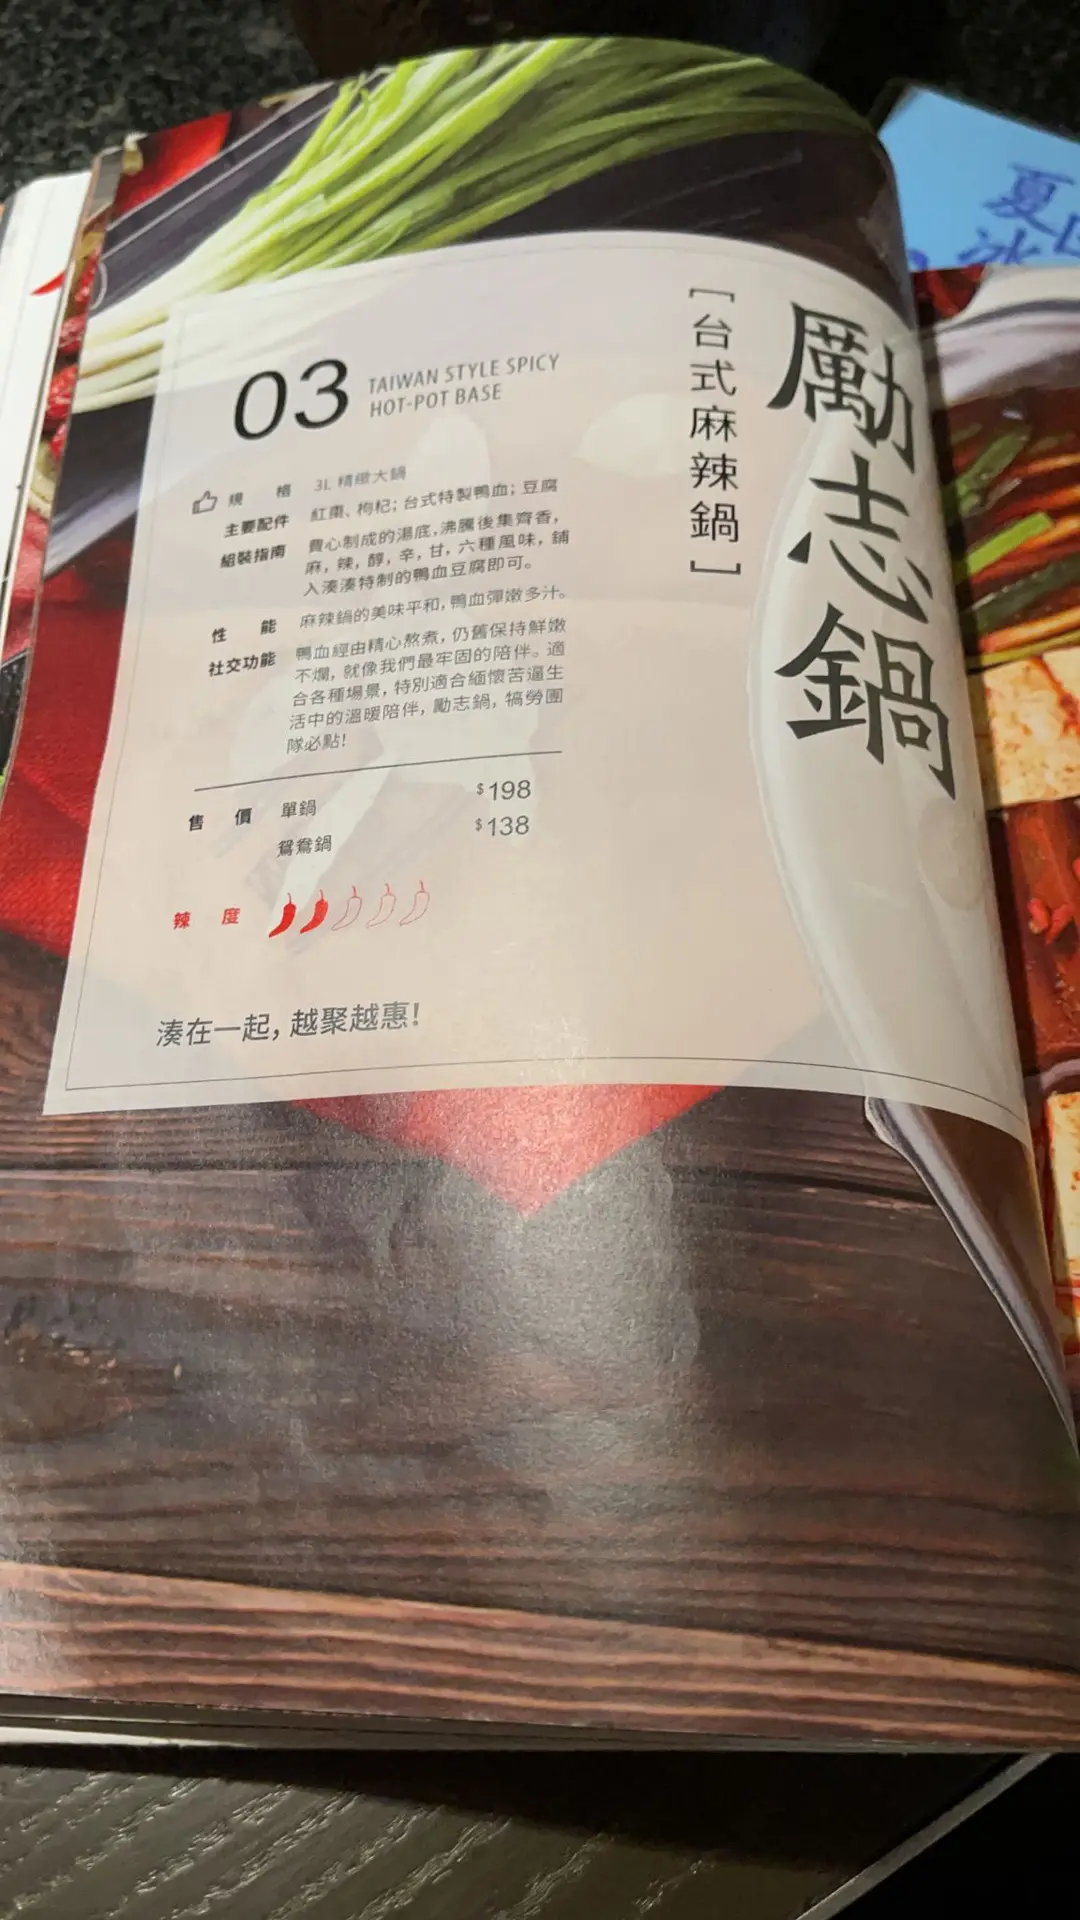 夏日
冰
勵志鍋
[台式麻辣鍋]
03
TAIWAN STYLE SPICY
HOT-POT BASE
規 格 3L 精緻大鍋
主要配件 紅棗、枸杞; 台式特製鴨血; 豆腐
組裝指南 費心制成的湯底, 沸騰後集齊香,
麻, 辣, 醇, 辛, 甘, 六種風味, 鋪
入湊湊特制的鴨血豆腐即可。
性 能 麻辣鍋的美味平和, 鴨血彈嫩多汁。
社交功能 鴨血經由精心熬煮, 仍舊保持鮮嫩
不爛, 就像我們最牢固的陪伴。適
合各種場景, 特別適合緬懷苦逼生
活中的溫暖陪伴, 勵志鍋, 犒勞團
隊必點!
售 價 單鍋 $198
鴛鴦鍋 $138
辣 度
湊在一起, 越聚越惠!